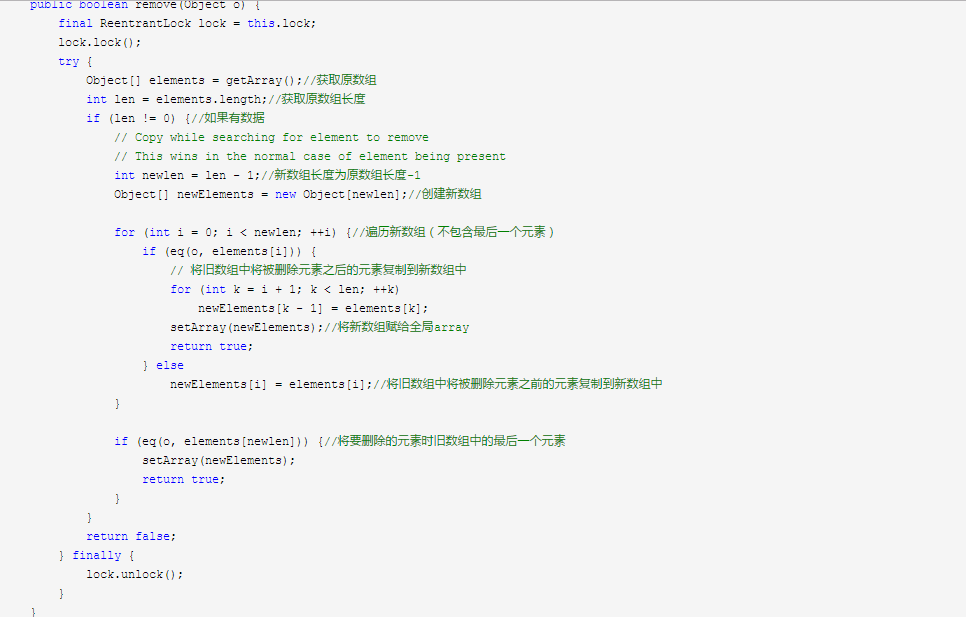 public boolean remove(Object o) {
final ReentrantLock lock = this.lock;
lock.lock();
try {
Object[] elements = getArray();//获取原数组
int len = elements.length;//获取原数组长度
if (len != 0) {//如果有数据
// Copy while searching for element to remove
// This wins in the normal case of element being present
int newlen = len - 1;//新数组长度为原数组长度-1
Object[] newElements = new Object[newlen];//创建新数组
for (int i = 0; i < newlen; ++i) {//遍历新数组（不包含最后一个元素）
if (eq(o, elements[i])) {
// 将旧数组中将被删除元素之后的元素复制到新数组中
for (int k = i + 1; k < len; ++k)
newElements[k - 1] = elements[k];
setArray(newElements);//将新数组赋给全局array
return true;
} else
newElements[i] = elements[i];//将旧数组中将被删除元素之前的元素复制到新数组中
}
if (eq(o, elements[newlen])) {//将要删除的元素时旧数组中的最后一个元素
setArray(newElements);
return true;
}
}
return false;
} finally {
lock.unlock();
}
}